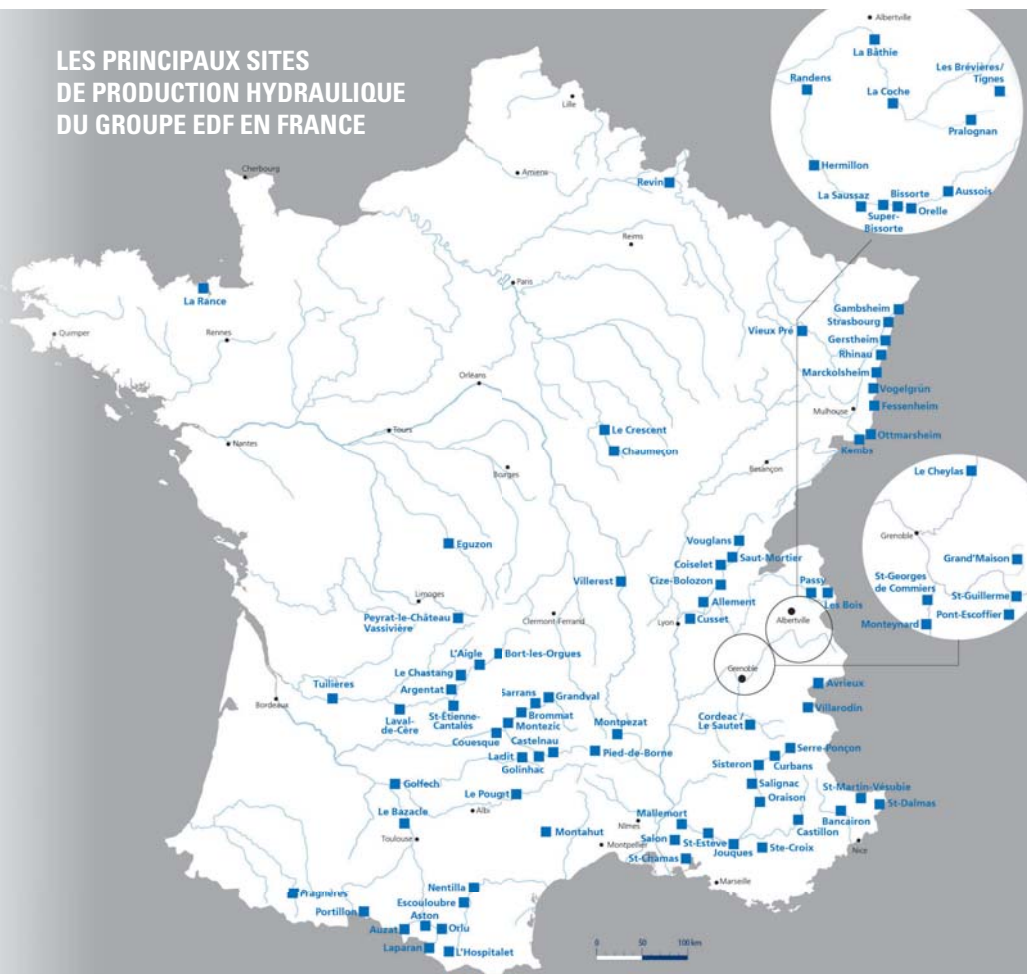 LES PRINCIPAUX SITES
DE PRODUCTION HYDRAULIQUE
DU GROUPE EDF EN FRANCE
Albertville
La Bâthie
Les Brévières/
Tignes
Randens
La Coche
Pralognan
Hermillon
Bissorte
Aussois
La Saussaz
Orelle
Super-
Bissorte
Lille
Cherbourg
Amiens
Revin
Reims
Paris
La Rance
Quimper
Rennes
Vieux Pré
Gambsheim
Strasbourg
Gerstheim
Rhinau
Marckolsheim
Vogelgrün
Fessenheim
Mulhouse
Ottmarsheim
Kembs
Orléans
Tours
Nantes
Le Crescent
Chaumeçon
Bourges
Besançon
Le Cheylas
Grenoble
Grand'Maison
St-Georges
de Commiers
St-Guillerme
Pont-Escoffier
Monteynard
Eguzon
Vouglans
Saut-Mortier
Coiselet
Cize-Bolozon
Villerest
Allement
Cusset
Passy
Les Bois
Albertville
Limoges
Peyrat-le-Château
Vassivière
Clermont-Ferrand
Lyon
Grenoble
L'Aigle
Bort-les-Orgues
Le Chastang
Argentat
Tuilières
Bordeaux
Laval-
de-Cère
St-Étienne-
Cantalès
Sarrans
Grandval
Brommat
Montezic
Couesque
Castelnau
Montpezat
Ladit
Golinhac
Pied-de-Borne
Avrieux
Villarodin
Cordeac /
Le Sautet
Serre-Ponçon
Curbans
Sisteron
Salignac
Oraison
St-Martin-Vésubie
St-Dalmas
Bancairon
Castillon
Nice
Golfech
Le Pouget
Le Bazacle
Albi
Toulouse
Montahut
Nîmes
Montpellier
Mallemort
Salon
St-Estève
Jouques
Ste-Croix
St-Chamas
Marseille
Pragnères
Portillon
Nentilla
Escouloubre
Aston
Auzat
Orlu
Laparan
L'Hospitalet
0 50 100 km